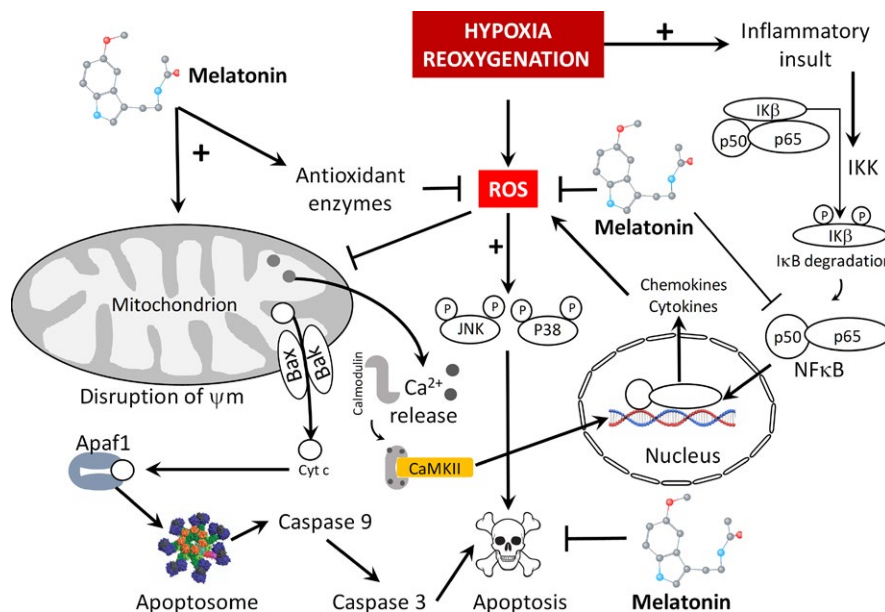 HYPOXIA
REOXYGENATION
+
Inflammatory
insult
Melatonin
+
IKβ
p50
p65
IKK
Antioxidant
enzymes
ROS
Melatonin
P
P
IKβ
IκB degradation
+
Mitochondrion
Chemokines
Cytokines
P
P
P
P
JNK
P38
p50
p65
NFκB
Bax
Bak
Disruption of ψm
Calmodulin
Ca2+
release
Apaf1
Cyt c
CaMKII
Nucleus
Caspase 9
Apoptosome
Caspase 3
Apoptosis
Melatonin